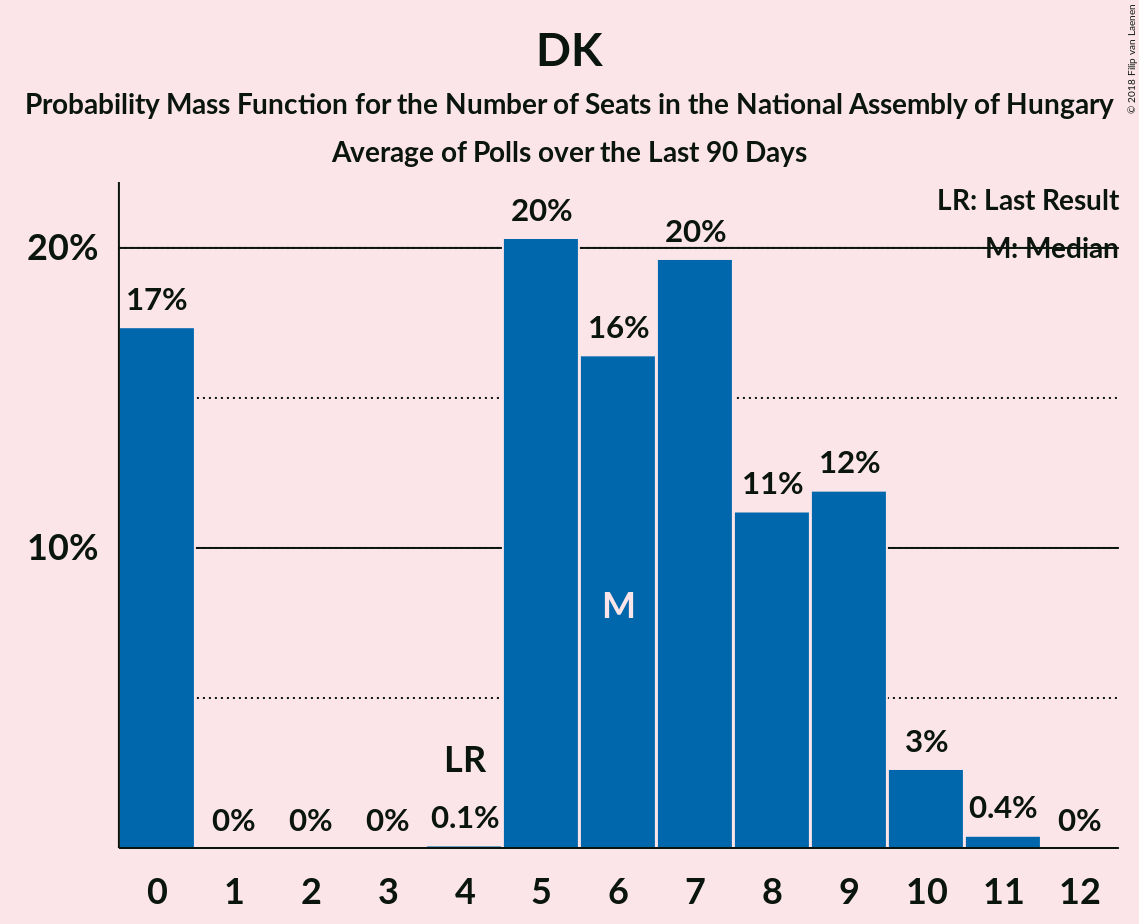 DK
Probability Mass Function for the Number of Seats in the National Assembly of Hungary
Average of Polls over the Last 90 Days
© 2018 Filip van Laenen
LR: Last Result
M: Median
20%
10%
17%
0%
0%
0%
LR
0.1%
20%
16%
M
20%
11%
12%
3%
0.4%
0%
0 1 2 3 4 5 6 7 8 9 10 11 12